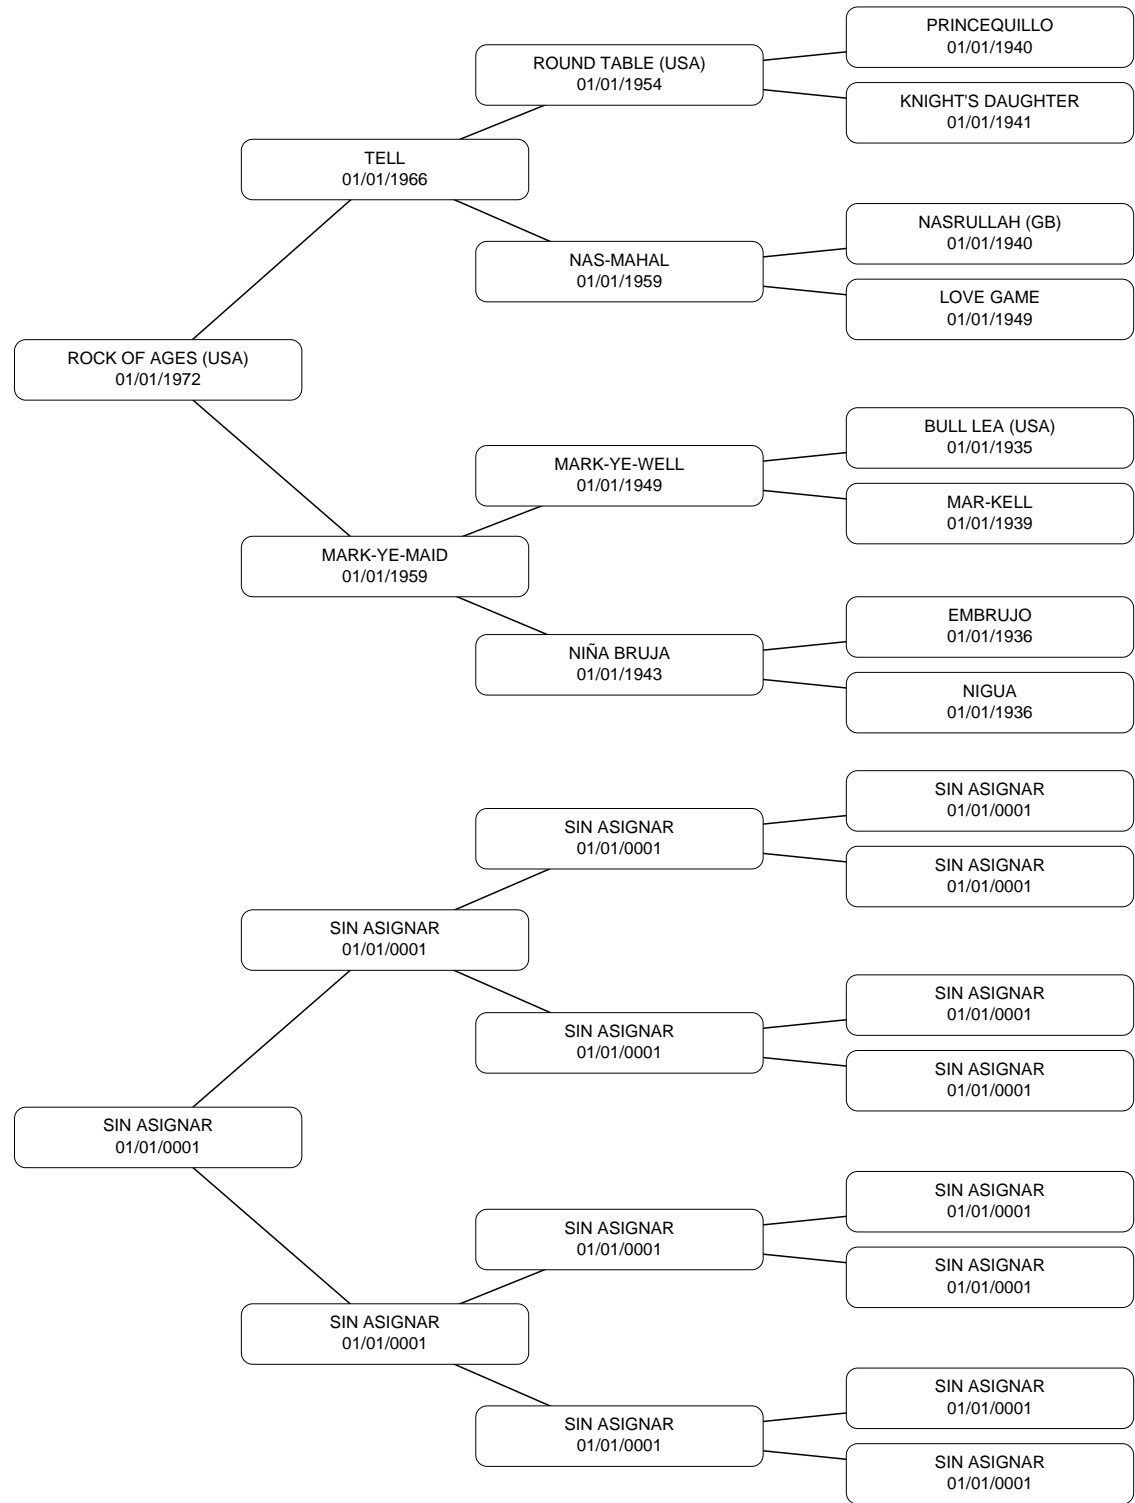 PRINCEQUILLO
01/01/1940
ROUND TABLE (USA)
01/01/1954
KNIGHT'S DAUGHTER
01/01/1941
TELL
01/01/1966
NASRULLAH (GB)
01/01/1940
NAS-MAHAL
01/01/1959
LOVE GAME
01/01/1949
ROCK OF AGES (USA)
01/01/1972
BULL LEA (USA)
01/01/1935
MARK-YE-WELL
01/01/1949
MAR-KELL
01/01/1939
MARK-YE-MAID
01/01/1959
EMBRUJO
01/01/1936
NIÑA BRUJA
01/01/1943
NIGUA
01/01/1936
SIN ASIGNAR
01/01/0001
SIN ASIGNAR
01/01/0001
SIN ASIGNAR
01/01/0001
SIN ASIGNAR
01/01/0001
SIN ASIGNAR
01/01/0001
SIN ASIGNAR
01/01/0001
SIN ASIGNAR
01/01/0001
SIN ASIGNAR
01/01/0001
SIN ASIGNAR
01/01/0001
SIN ASIGNAR
01/01/0001
SIN ASIGNAR
01/01/0001
SIN ASIGNAR
01/01/0001
SIN ASIGNAR
01/01/0001
SIN ASIGNAR
01/01/0001
SIN ASIGNAR
01/01/0001